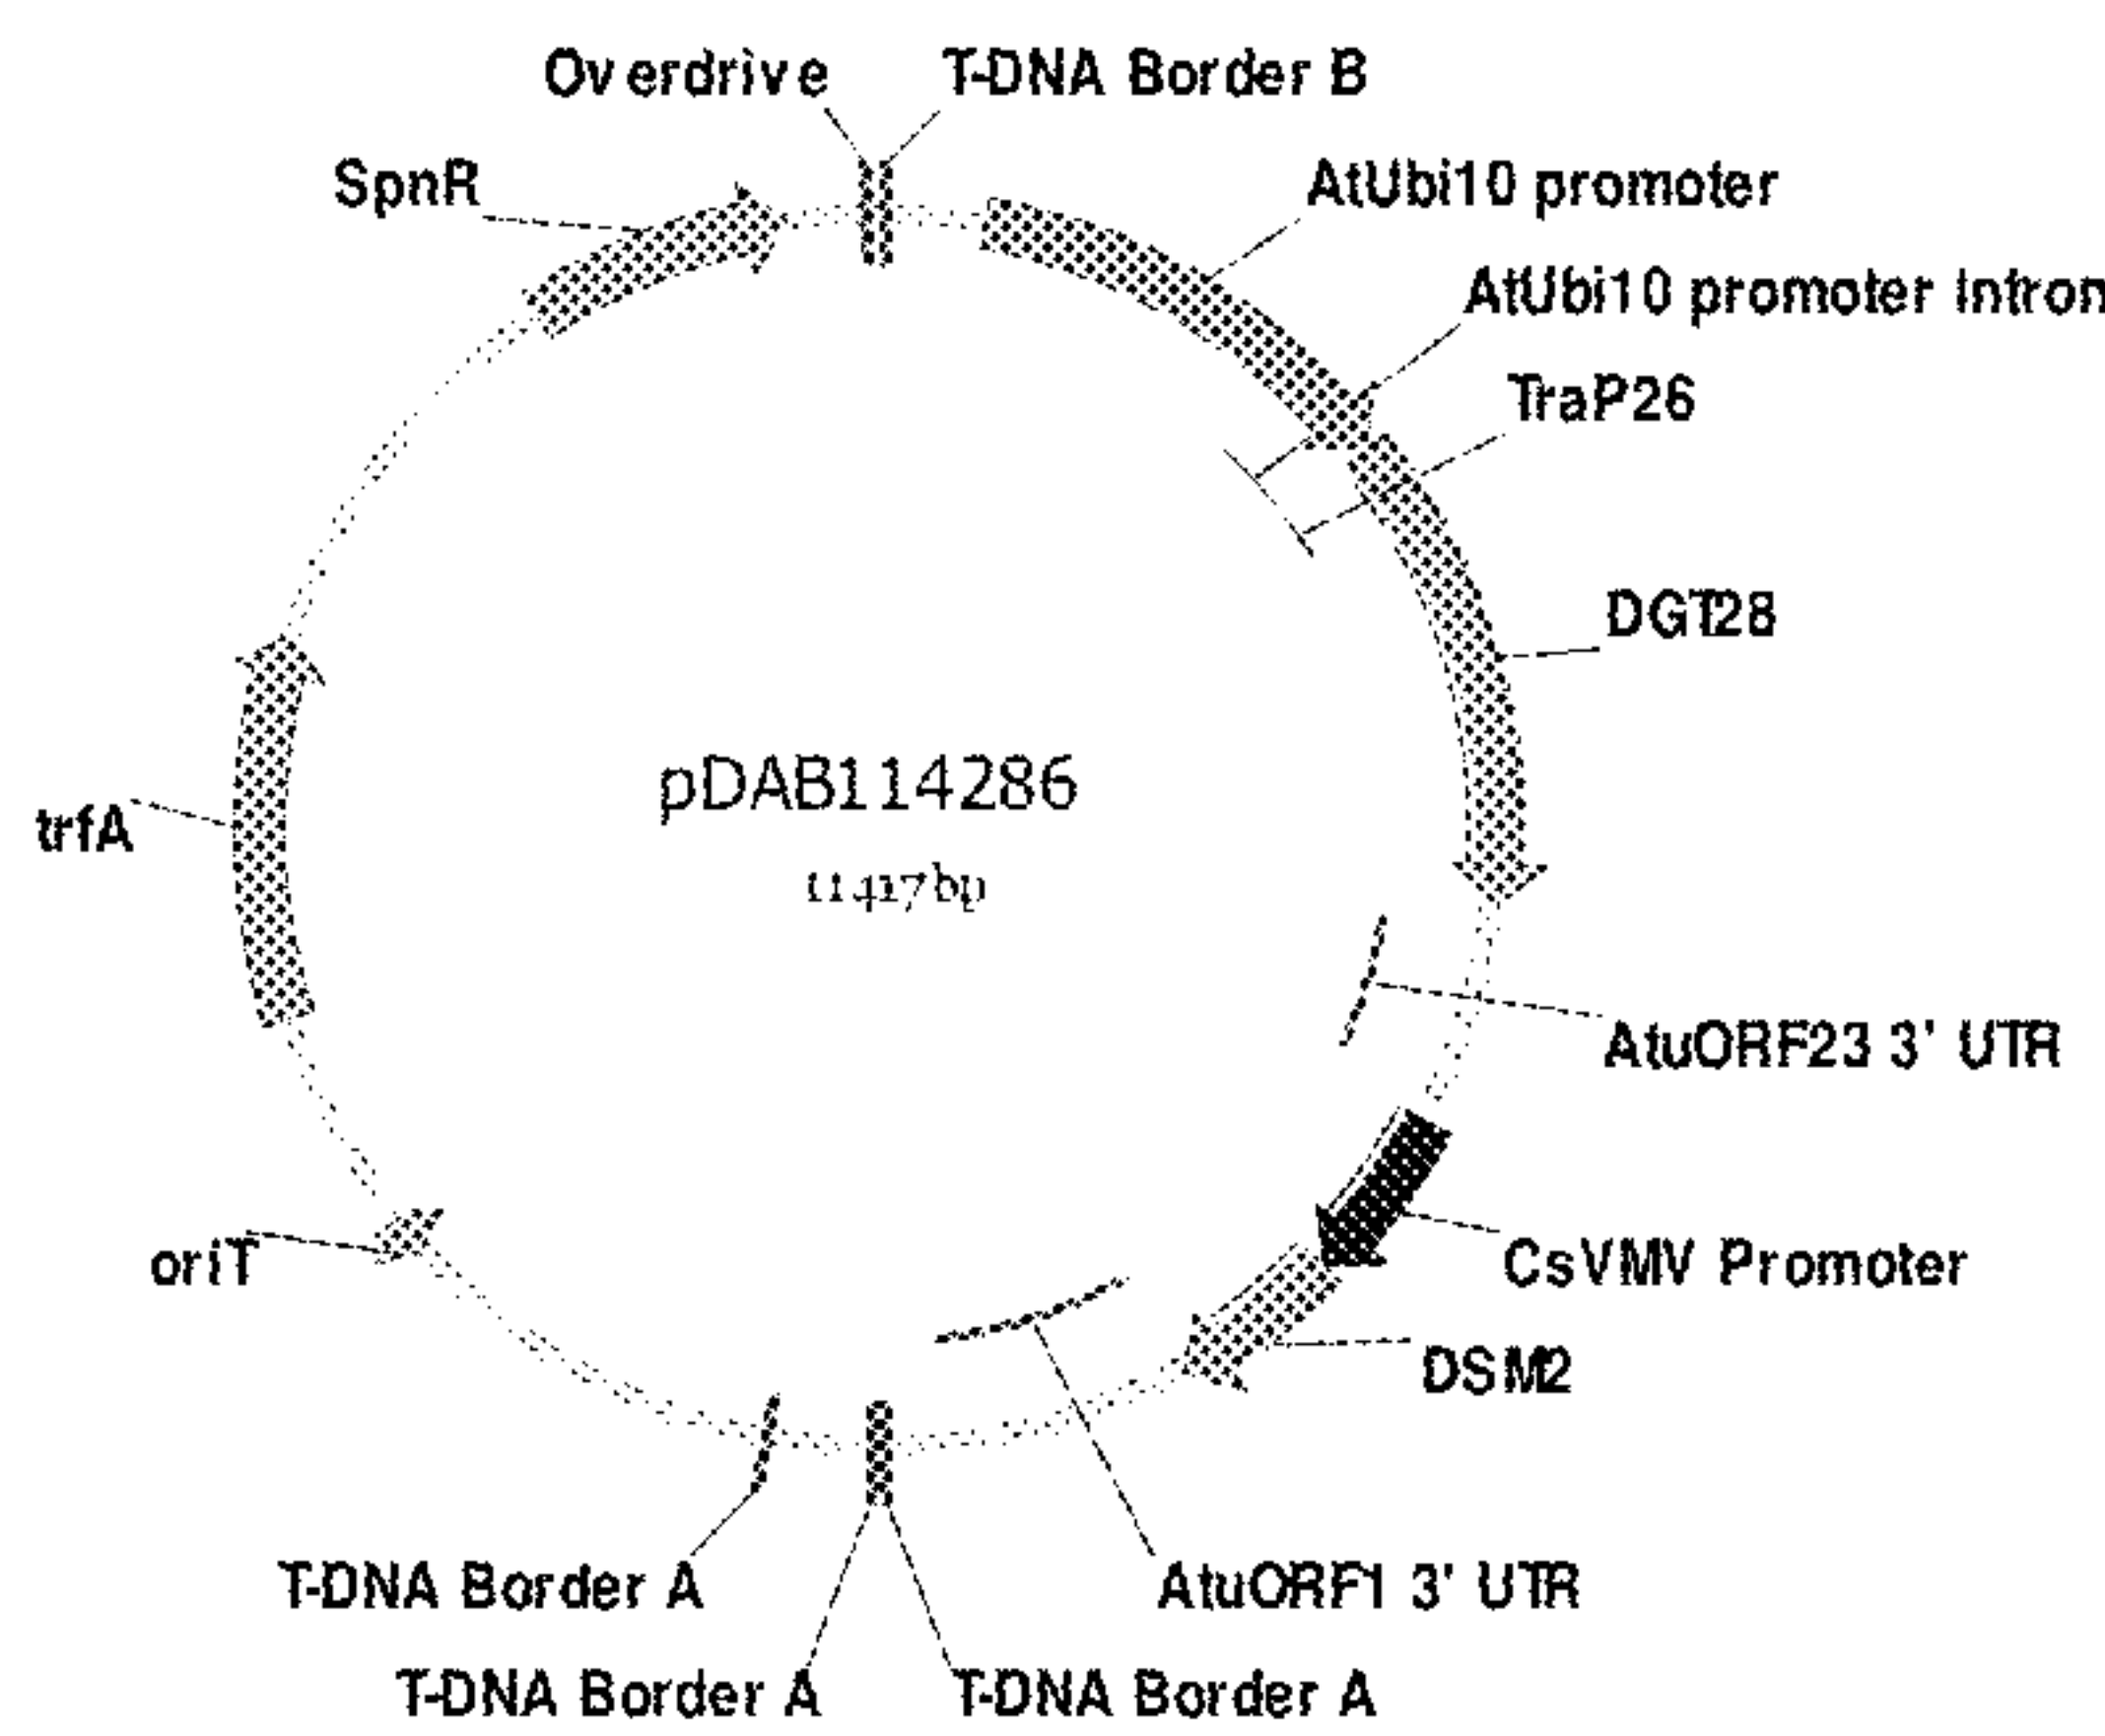 Overdrive
T-DNA Border B
SpnR
AtUbi10 promoter
AtUbi10 promoter Intron
TraP26
DGT28
pDAB114286
11417bp
trfA
AtuORF23 3' UTR
oriT
CsVMV Promoter
DSM2
T-DNA Border A
AtuORF1 3' UTR
T-DNA Border A
T-DNA Border A